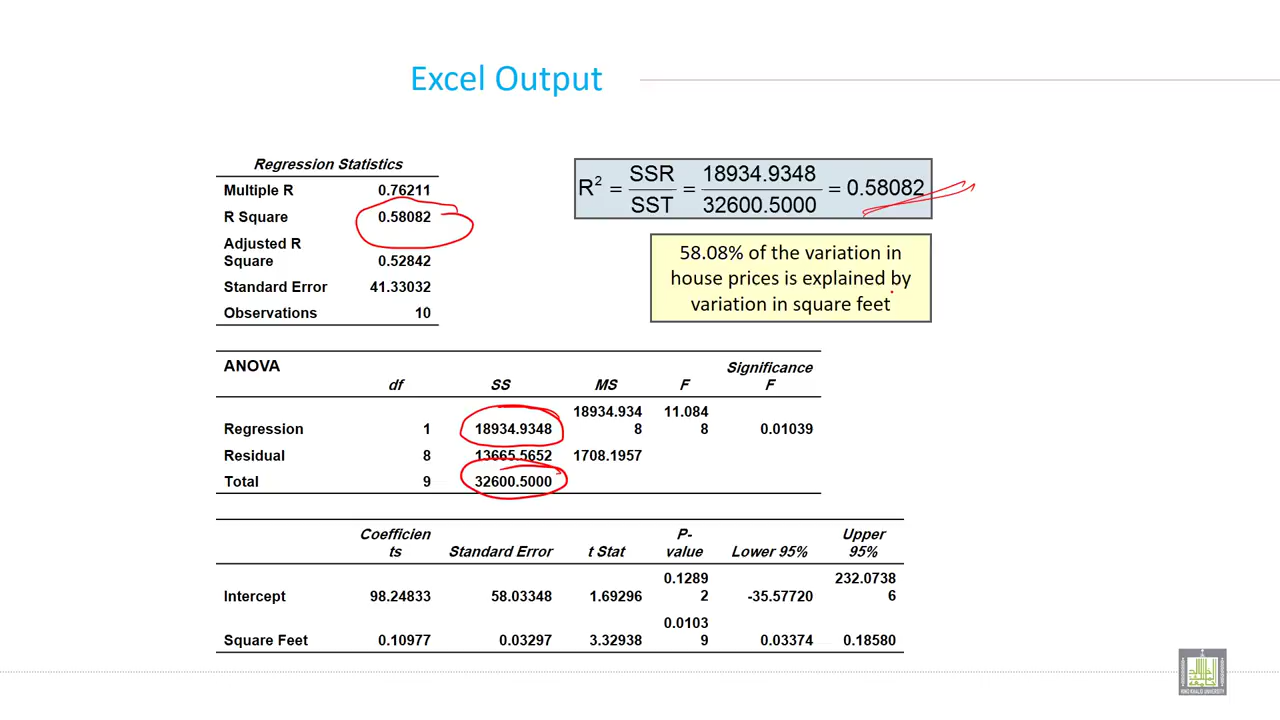 Excel Output
Regression Statistics
Multiple R 0.76211
R Square 0.58082
Adjusted R
Square 0.52842
Standard Error 41.33032
Observations 10
R² = SSR / SST = 18934.9348 / 32600.5000 = 0.58082
58.08% of the variation in
house prices is explained by
variation in square feet
ANOVA
df SS MS F Significance F
Regression 1 18934.9348 18934.934 8 11.084 8 0.01039
Residual 8 13665.5652 1708.1957
Total 9 32600.5000
Coefficien ts Standard Error t Stat P- value Lower 95% Upper 95%
Intercept 98.24833 58.03348 1.69296 0.1289 2 -35.57720 232.0738 6
Square Feet 0.10977 0.03297 3.32938 0.0103 9 0.03374 0.18580
KING KHALID UNIVERSITY